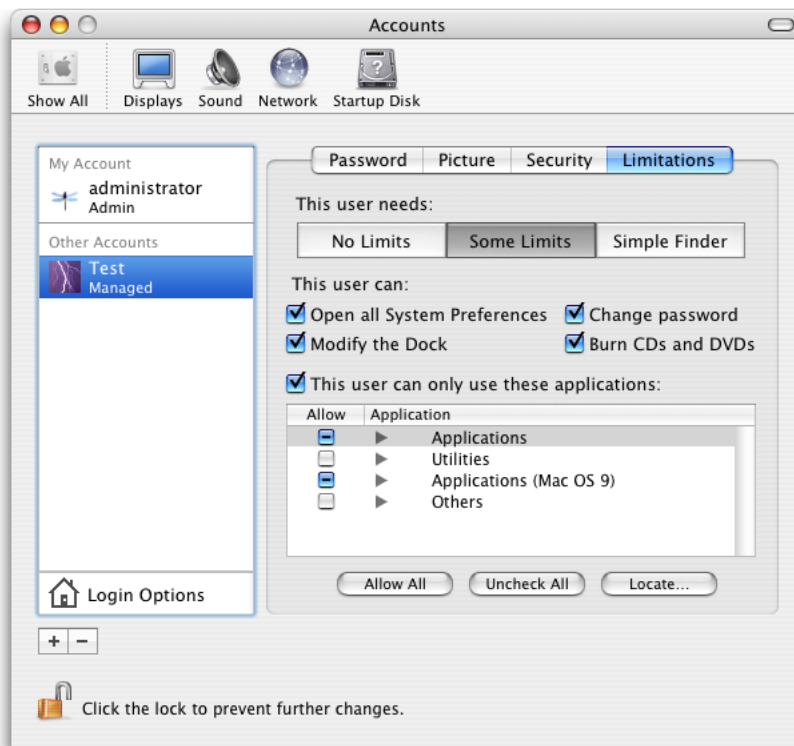 Accounts
Show All Displays Sound Network Startup Disk
My Account
administrator
Admin
Other Accounts
Test
Managed
Login Options
Password Picture Security Limitations
This user needs:
No Limits Some Limits Simple Finder
This user can:
Open all System Preferences Change password
Modify the Dock Burn CDs and DVDs
This user can only use these applications:
Allow Application
Applications
Utilities
Applications (Mac OS 9)
Others
Allow All Uncheck All Locate...
Click the lock to prevent further changes.